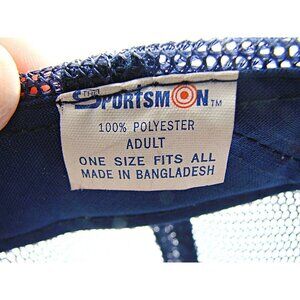 THE SPORTSMAN TM
100% POLYESTER
ADULT
ONE SIZE FITS ALL
MADE IN BANGLADESH